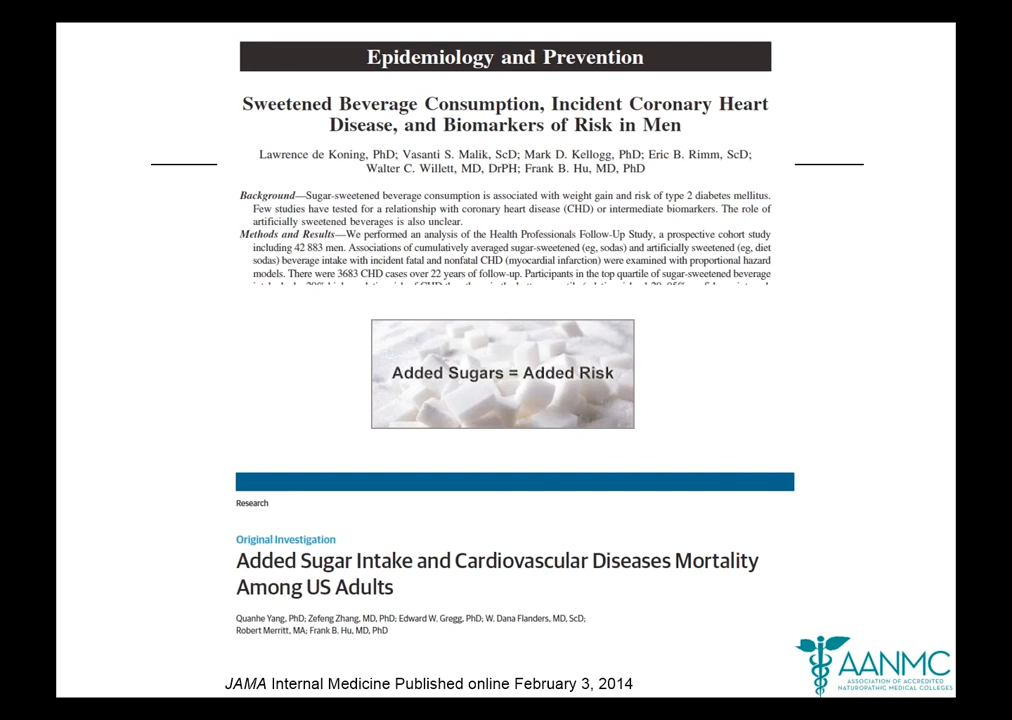 Epidemiology and Prevention
Sweetened Beverage Consumption, Incident Coronary Heart
Disease, and Biomarkers of Risk in Men
Lawrence de Koning, PhD; Vasanti S. Malik, ScD; Mark D. Kellogg, PhD; Eric B. Rimm, ScD;
Walter C. Willett, MD, DrPH; Frank B. Hu, MD, PhD
Background—Sugar-sweetened beverage consumption is associated with weight gain and risk of type 2 diabetes mellitus.
Few studies have tested for a relationship with coronary heart disease (CHD) or intermediate biomarkers. The role of
artificially sweetened beverages is also unclear.
Methods and Results—We performed an analysis of the Health Professionals Follow-Up Study, a prospective cohort study
including 42 883 men. Associations of cumulatively averaged sugar-sweetened (eg, sodas) and artificially sweetened (eg, diet
sodas) beverage intake with incident fatal and nonfatal CHD (myocardial infarction) were examined with proportional hazard
models. There were 3683 CHD cases over 22 years of follow-up. Participants in the top quartile of sugar-sweetened beverage
Added Sugars = Added Risk
Research
Original Investigation
Added Sugar Intake and Cardiovascular Diseases Mortality
Among US Adults
Quanhe Yang, PhD; Zefeng Zhang, MD, PhD; Edward W. Gregg, PhD; W. Dana Flanders, MD, ScD;
Robert Merritt, MA; Frank B. Hu, MD, PhD
JAMA Internal Medicine Published online February 3, 2014
AANMC
ASSOCIATION OF ACCREDITED
NATUROPATHIC MEDICAL COLLEGES